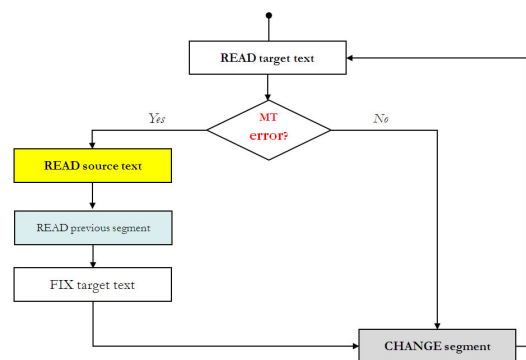 READ target text
MT
error?
Yes
No
READ source text
READ previous segment
FIX target text
CHANGE segment